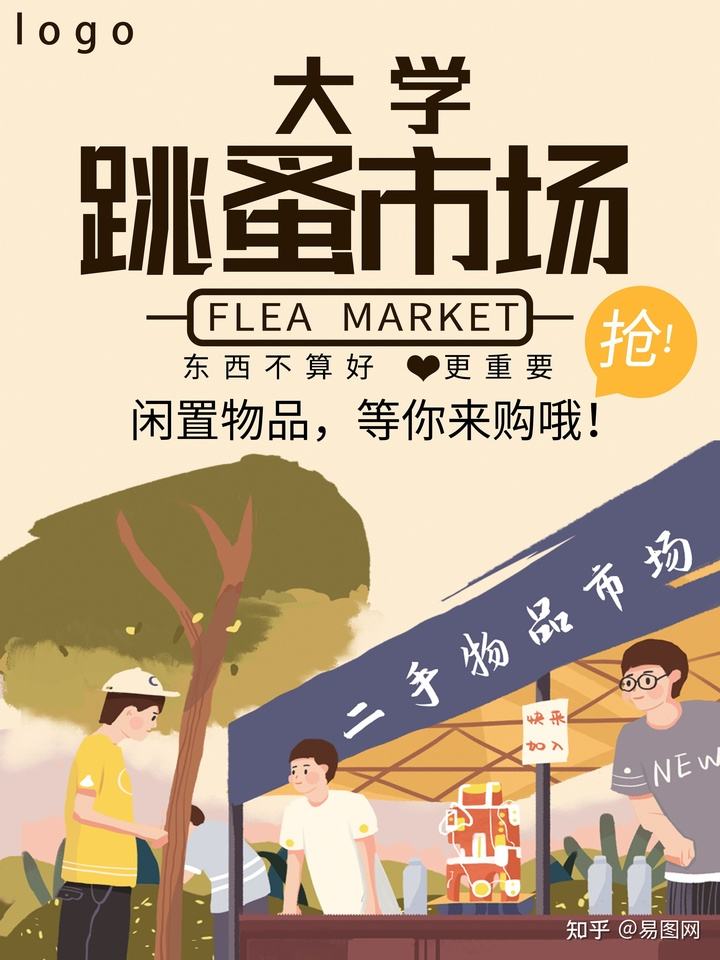 logo
大学
跳蚤市场
FLEA MARKET
东西不算好 ❤更重要
抢!
闲置物品，等你来购哦!
二手物品市场
快来
加入
NEW
知乎 @易图网